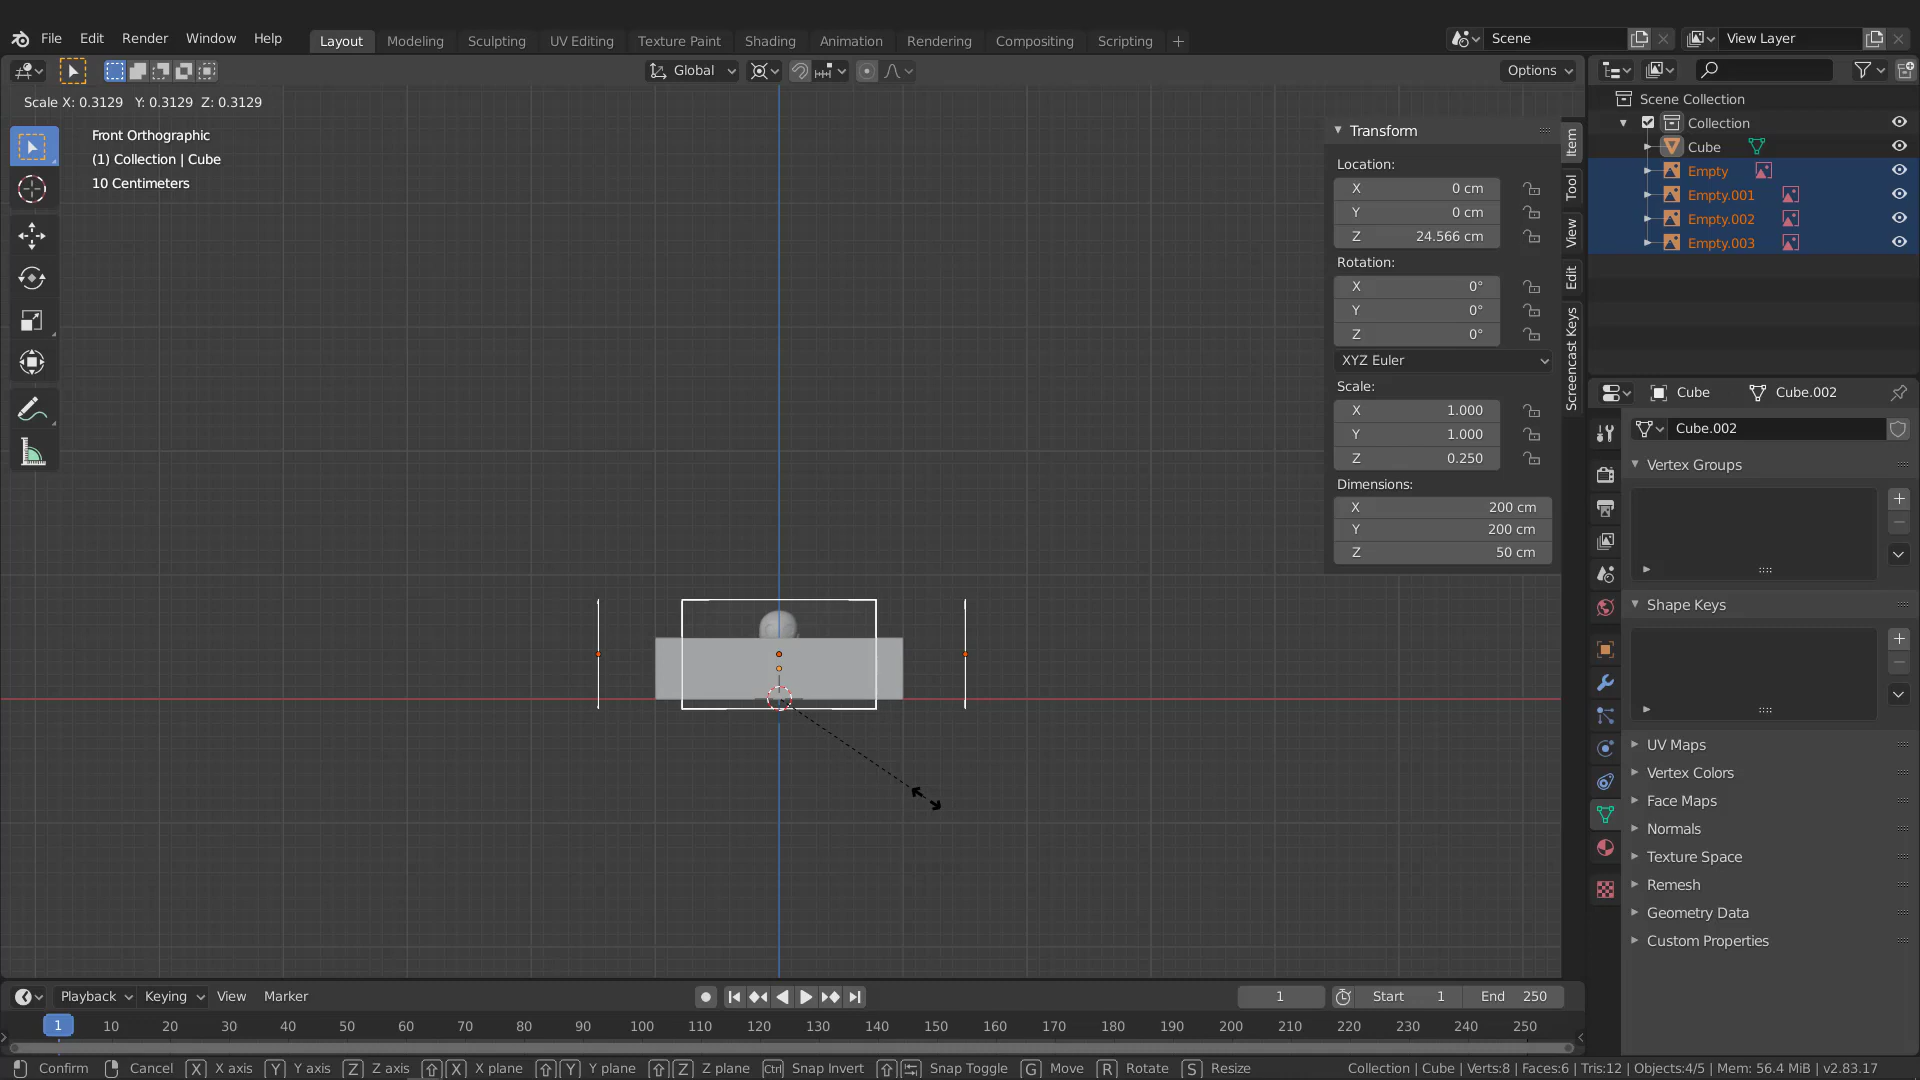 File Edit Render Window Help
Layout Modeling Sculpting UV Editing Texture Paint Shading Animation Rendering Compositing Scripting +
Scene
View Layer
Global
Options
Scale X: 0.3129 Y: 0.3129 Z: 0.3129
Front Orthographic
(1) Collection | Cube
10 Centimeters
Transform
Location:
X 0 cm
Y 0 cm
Z 24.566 cm
Rotation:
X 0°
Y 0°
Z 0°
XYZ Euler
Scale:
X 1.000
Y 1.000
Z 0.250
Dimensions:
X 200 cm
Y 200 cm
Z 50 cm
Item
Tool
View
Edit
Screencast Keys
Scene Collection
Collection
Cube
Empty
Empty.001
Empty.002
Empty.003
Cube Cube.002
Cube.002
Vertex Groups
Shape Keys
UV Maps
Vertex Colors
Face Maps
Normals
Texture Space
Remesh
Geometry Data
Custom Properties
Playback Keying View Marker
1 Start 1 End 250
1 10 20 30 40 50 60 70 80 90 100 110 120 130 140 150 160 170 180 190 200 210 220 230 240 250
Confirm Cancel X X axis Y Y axis Z Z axis X X plane Y Y plane Z Z plane Ctrl Snap Invert Snap Toggle G Move R Rotate S Resize
Collection | Cube | Verts:8 | Faces:6 | Tris:12 | Objects:4/5 | Mem: 56.4 MiB | v2.83.17